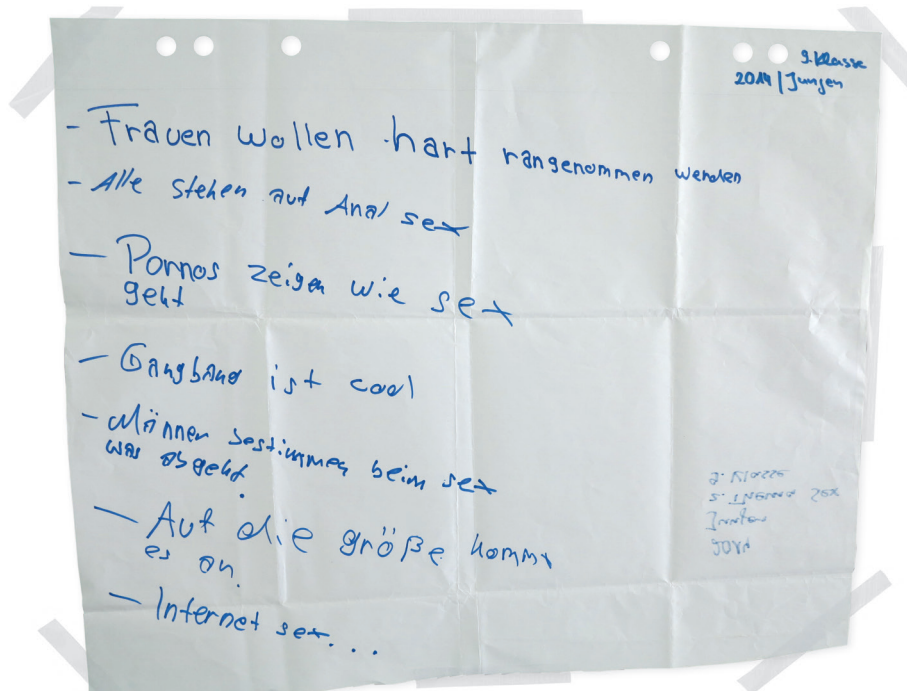 9. Klasse
2014 | Jungen
- Frauen wollen hart rangenommen werden
- Alle stehen auf Anal sex
- Pornos zeigen wie sex
geht
- Gangbang ist cool
- Männer bestimmen beim sex
was abgeht.
- Auf die größe kommt
es an.
- Internet sex...